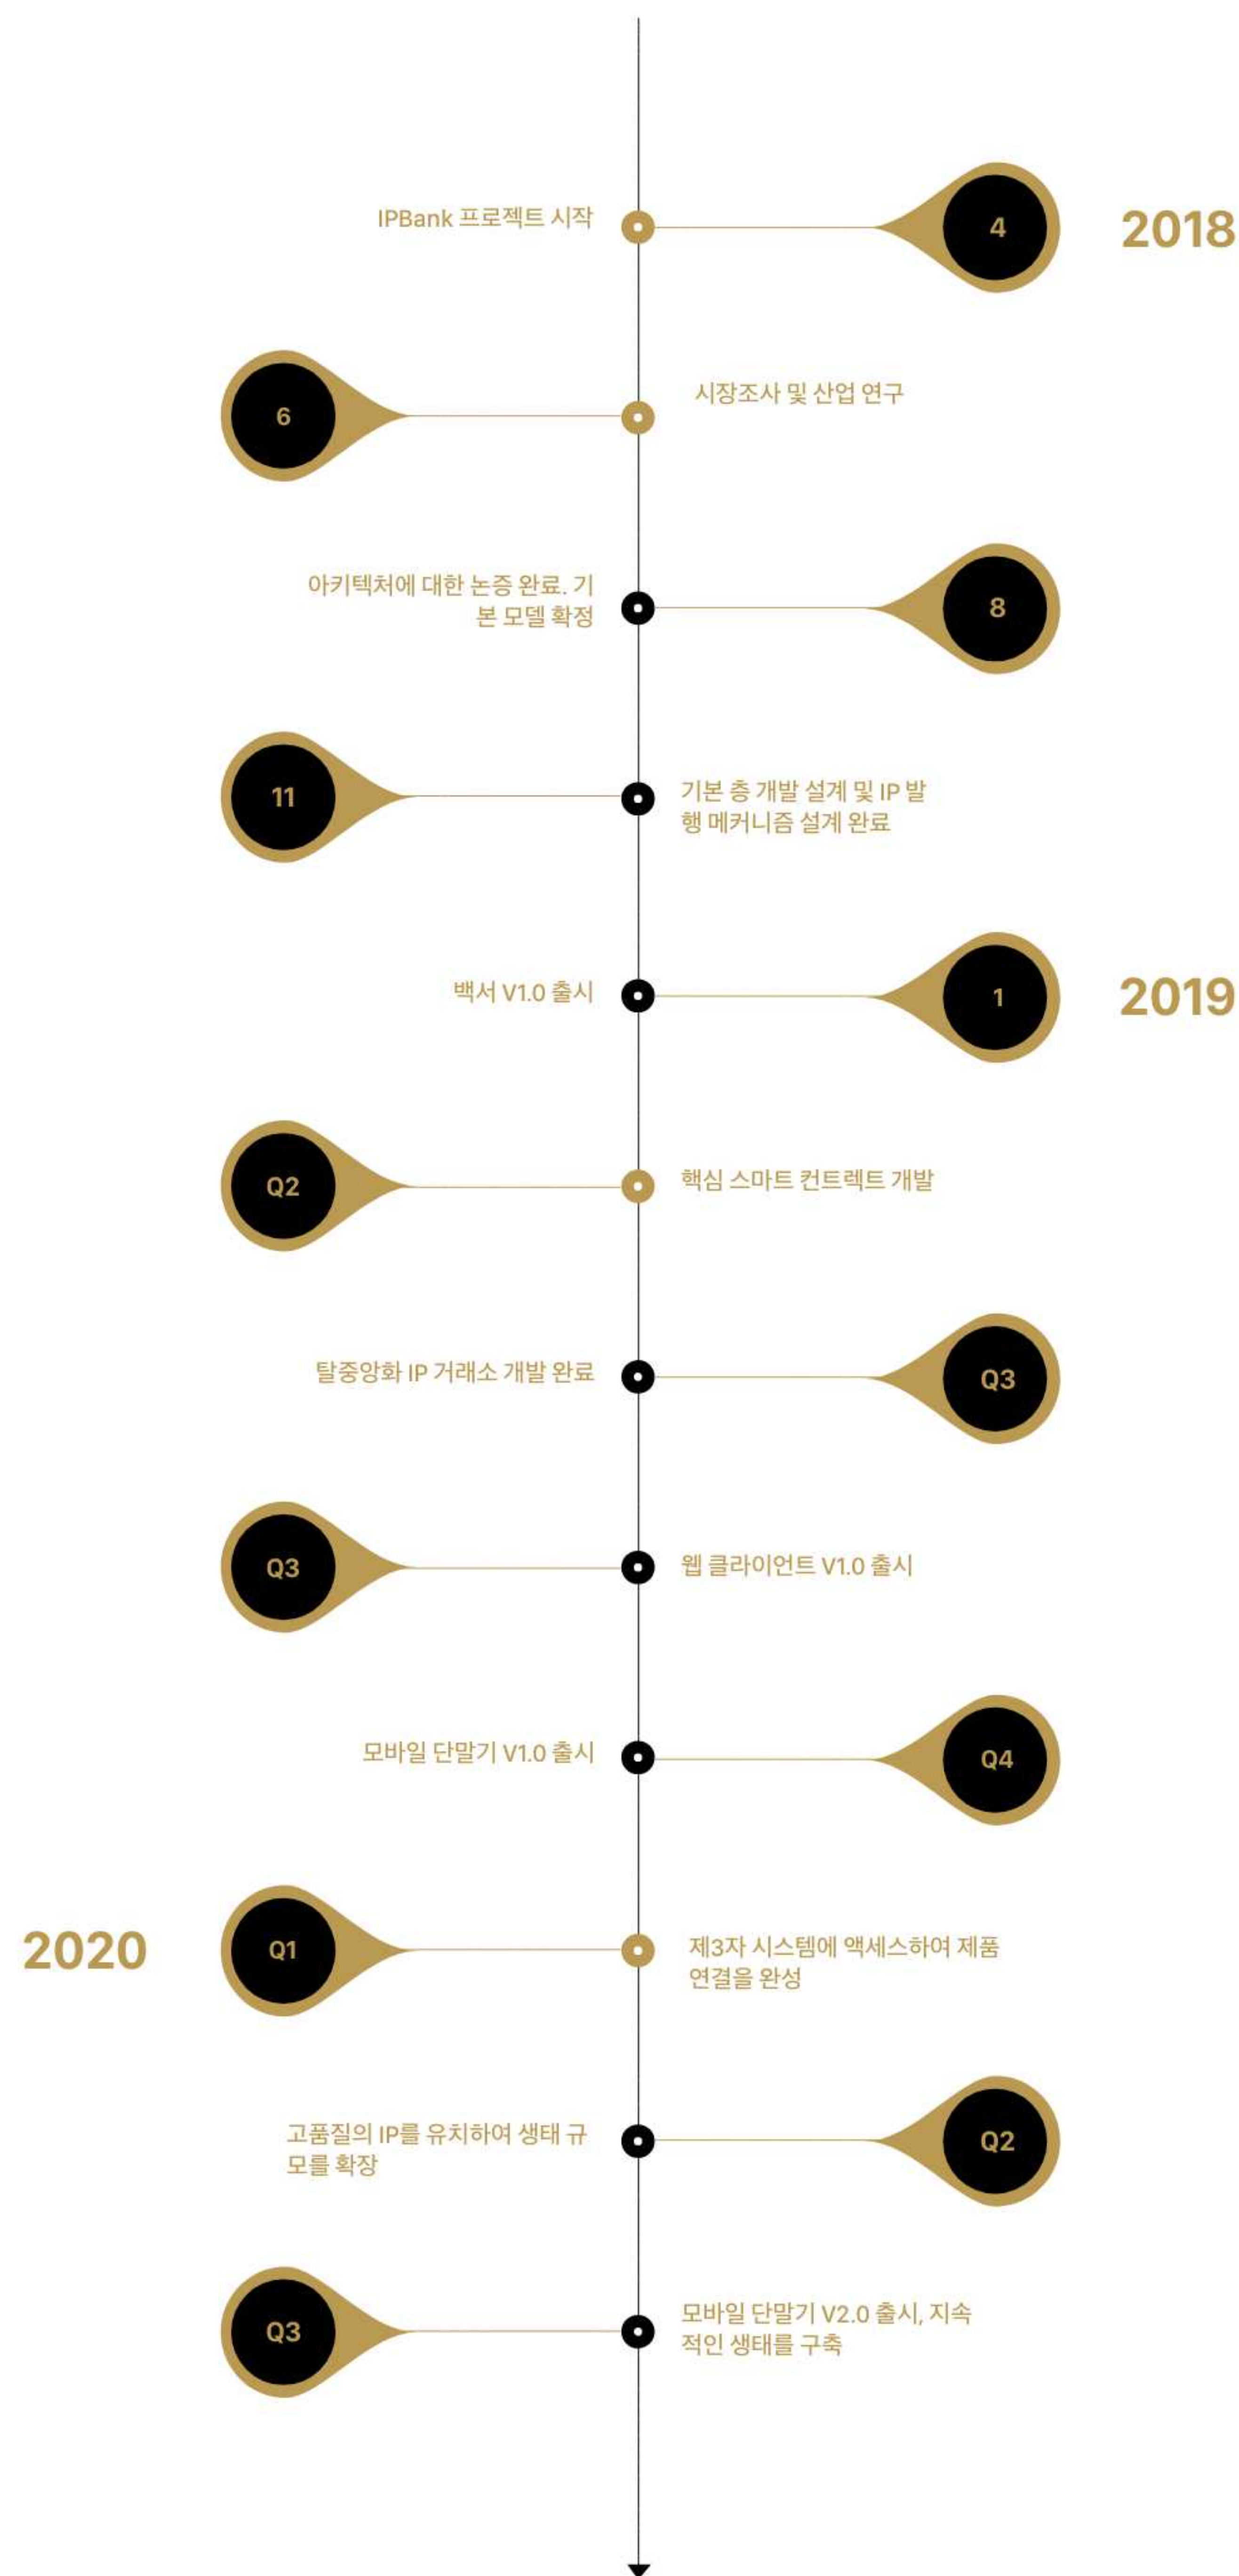 IPBank 프로젝트 시작
4
2018
6
시장조사 및 산업 연구
아키텍처에 대한 논증 완료. 기
본 모델 확정
8
11
기본 층 개발 설계 및 IP 발
행 메커니즘 설계 완료
백서 V1.0 출시
1
2019
Q2
핵심 스마트 컨트렉트 개발
탈중앙화 IP 거래소 개발 완료
Q3
Q3
웹 클라이언트 V1.0 출시
모바일 단말기 V1.0 출시
Q4
2020
Q1
제3자 시스템에 액세스하여 제품
연결을 완성
고품질의 IP를 유치하여 생태 규
모를 확장
Q2
Q3
모바일 단말기 V2.0 출시, 지속
적인 생태를 구축